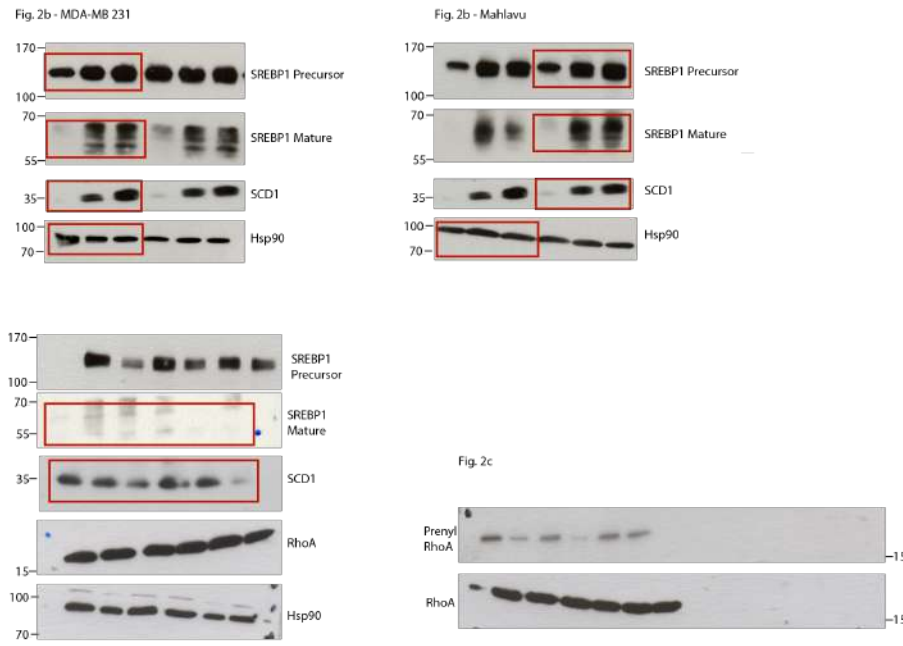 Fig. 2b - MDA-MB 231
170
SREBP1 Precursor
100
70
SREBP1 Mature
55
35
SCD1
100
Hsp90
70
Fig. 2b - Mahlavu
170
SREBP1 Precursor
100
70
SREBP1 Mature
55
SCD1
35
100
Hsp90
70
170
SREBP1
Precursor
100
70
SREBP1
Mature
55
35
SCD1
RhoA
15
100
Hsp90
70
Fig. 2c
Prenyl
RhoA
15
RhoA
15